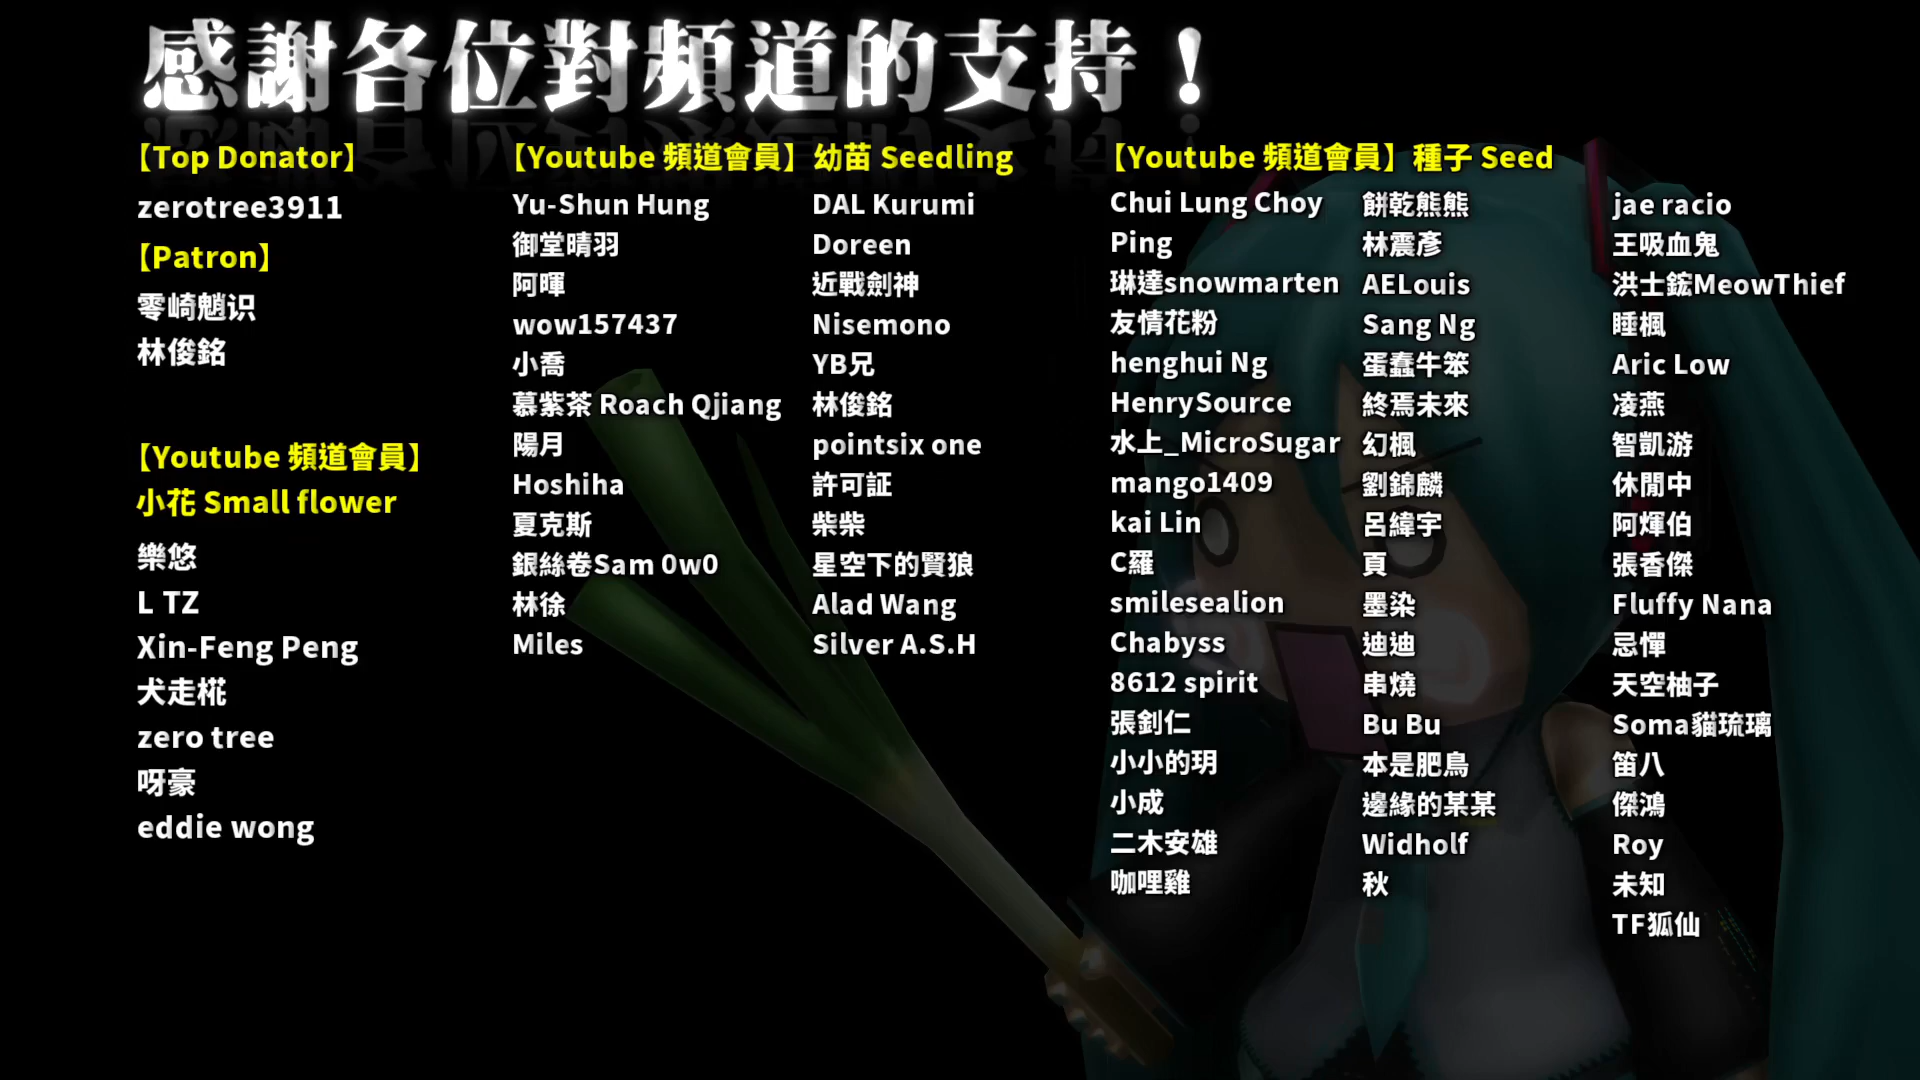 感謝各位對頻道的支持！
【Top Donator】
zerotree3911
【Patron】
零崎魈识
林俊銘
【Youtube 頻道會員】
小花 Small flower
樂悠
L TZ
Xin-Feng Peng
犬走椛
zero tree
呀豪
eddie wong
【Youtube 頻道會員】幼苗 Seedling
Yu-Shun Hung
御堂晴羽
阿暉
wow157437
小喬
慕紫茶 Roach Qjiang
陽月
Hoshiha
夏克斯
銀絲卷Sam 0w0
林徐
Miles
DAL Kurumi
Doreen
近戰劍神
Nisemono
YB兄
林俊銘
pointsix one
許可証
柴柴
星空下的賢狼
Alad Wang
Silver A.S.H
【Youtube 頻道會員】種子 Seed
Chui Lung Choy
Ping
琳達snowmarten
友情花粉
henghui Ng
HenrySource
水上_MicroSugar
mango1409
kai Lin
C羅
smilesealion
Chabyss
8612 spirit
張釗仁
小小的玥
小成
二木安雄
咖哩雞
餅乾熊熊
林震彥
AELouis
Sang Ng
蛋蠢牛笨
終焉未來
幻楓
劉錦麟
呂緯宇
頁
墨染
迪迪
串燒
Bu Bu
本是肥鳥
邊緣的某某
Widholf
秋
jae racio
王吸血鬼
洪士鋐MeowThief
睡楓
Aric Low
凌燕
智凱游
休閒中
阿煇伯
張香傑
Fluffy Nana
忌憚
天空柚子
Soma貓琉璃
笛八
傑鴻
Roy
未知
TF狐仙